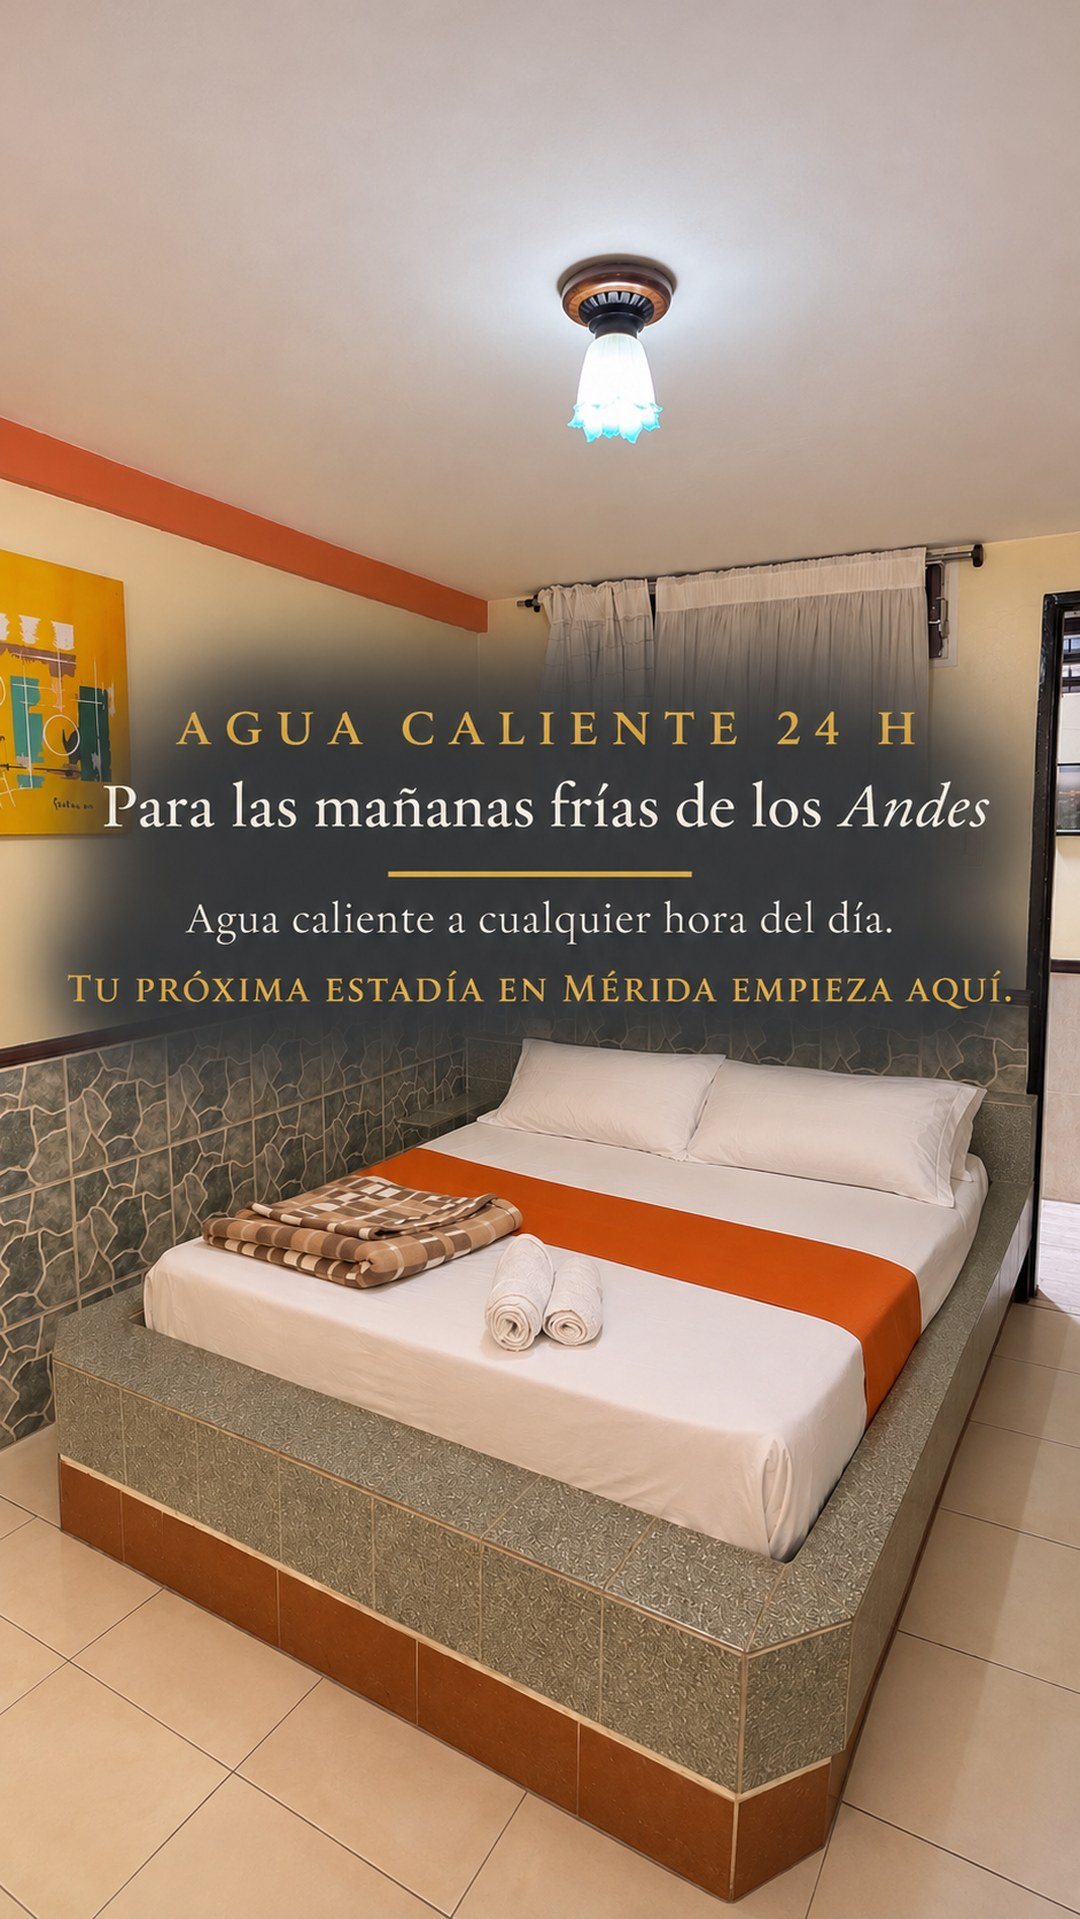 AGUA CALIENTE 24 H
Para las mañanas frías de los Andes
Agua caliente a cualquier hora del día.
TU PRÓXIMA ESTADÍA EN MÉRIDA EMPIEZA AQUÍ.